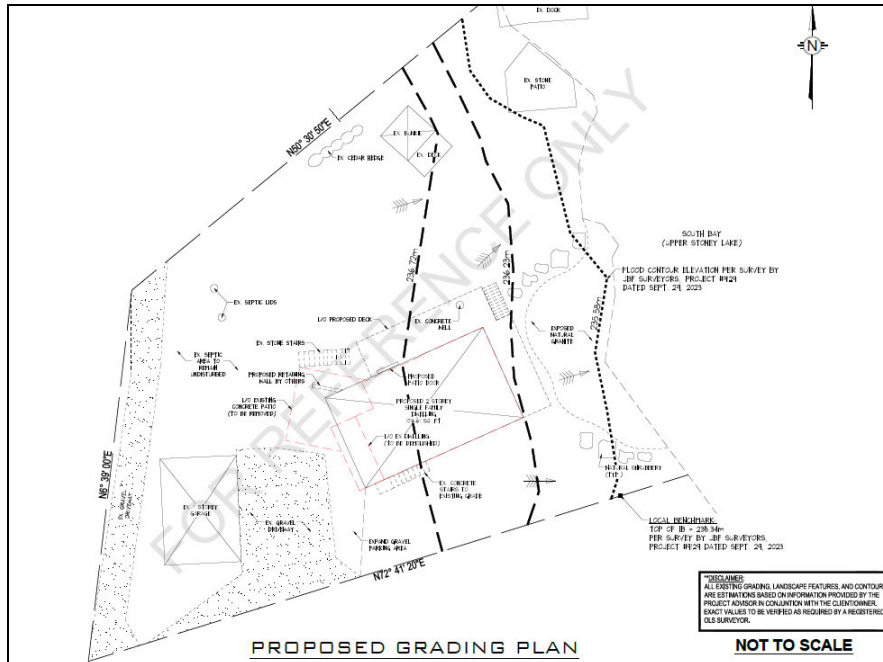 EX. DOCK
N
EX. STONE
PATIO
FOR REFERENCE ONLY
N50° 30' 50"E
EX. BUNKIE
EX. DECK
EX. CEDAR HEDGE
SOUTH BAY
(UPPER STONEY LAKE)
236.72m
236.23m
FLOOD CONTOUR ELEVATION PER SURVEY BY
JBF SURVEYORS, PROJECT #9129
DATED SEPT. 29, 2023
EX. SEPTIC LIDS
L/O PROPOSED DECK
EX. CONCRETE
WELL
235.58m
EXPOSED
NATURAL
GRANITE
EX. STONE STAIRS
EX. SEPTIC
AREA TO
REMAIN
UNDISTURBED
PROPOSED RETAINING
WALL BY OTHERS
PROPOSED
PATIO DOOR
L/O EXISTING
CONCRETE PATIO
(TO BE REMOVED)
PROPOSED 2 STOREY
SINGLE FAMILY
DWELLING
L/O EX DWELLING
(TO BE DEMOLISHED)
NATURAL SHRUBBERY
(TYP.)
N6° 39' 00"E
EX. CONCRETE
STAIRS TO
EXISTING GRADE
STOREY
GARAGE
EX. GRAVEL
DRIVEWAY
EX. GRAVEL
DRIVEWAY
EXPAND GRAVEL
PARKING AREA
LOCAL BENCHMARK:
PER SURVEY BY JBF SURVEYORS,
PROJECT #9129 DATED SEPT. 29, 2023
N72° 41' 20"E
**DISCLAIMER:
ALL EXISTING GRADING, LANDSCAPE FEATURES, AND CONTOUR
ARE ESTIMATIONS BASED ON INFORMATION PROVIDED BY THE
PROJECT ADVISOR IN CONJUNTION WITH THE CLIENT/OWNER.
EXACT VALUES TO BE VERIFIED AS REQUIRED BY A REGISTERED
OLS SURVEYOR.
PROPOSED GRADING PLAN
NOT TO SCALE